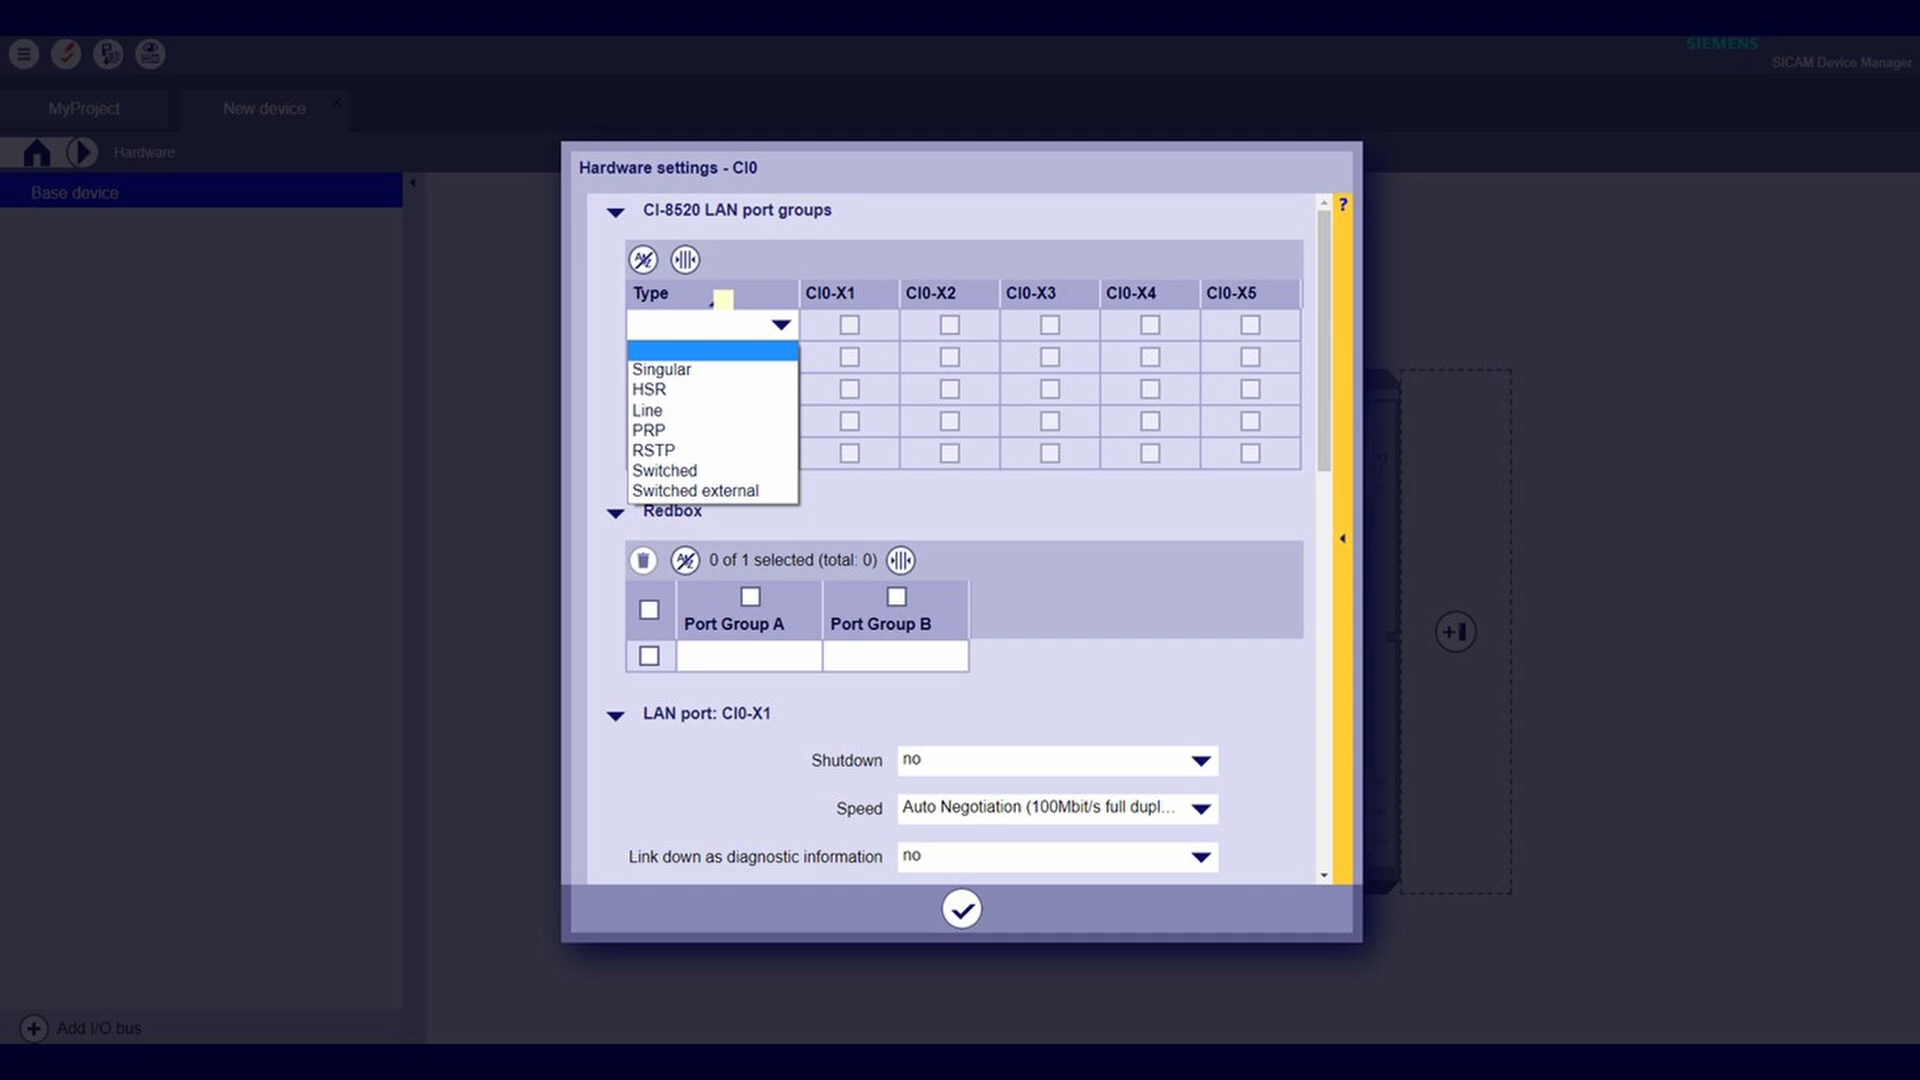 SIEMENS
SICAM Device Manager
MyProject
New device
Hardware
Base device
Hardware settings - CI0
?
CI-8520 LAN port groups
Type CI0-X1 CI0-X2 CI0-X3 CI0-X4 CI0-X5
Singular
HSR
Line
PRP
RSTP
Switched
Switched external
Redbox
0 of 1 selected (total: 0)
Port Group A Port Group B
LAN port: CI0-X1
Shutdown no
Speed Auto Negotiation (100Mbit/s full dupl...
Link down as diagnostic information no
Add I/O bus